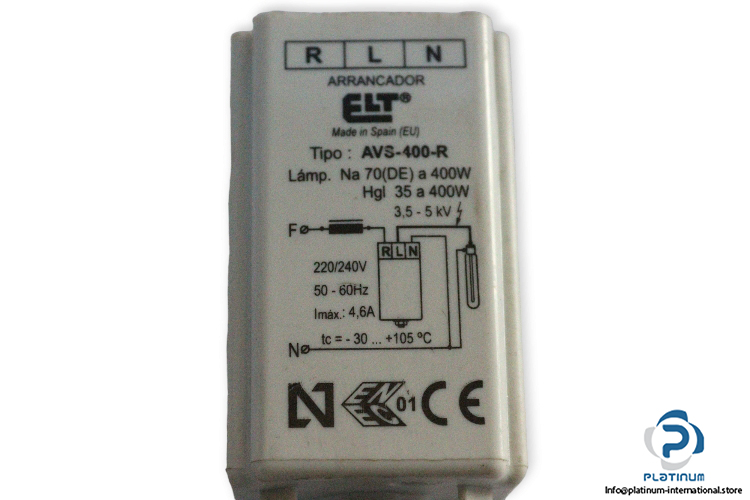 R L N
ARRANCADOR
ELT®
Made in Spain (EU)
Tipo : AVS-400-R
Lámp. Na 70(DE) a 400W
Hgl 35 a 400W
3,5 - 5 kV
F
R L N
220/240V
50 - 60Hz
Imáx.: 4,6A
tc = - 30 ... +105 ºC
N
N
ENEC 01 CE
PLATINUM
Info@platinum-international.store